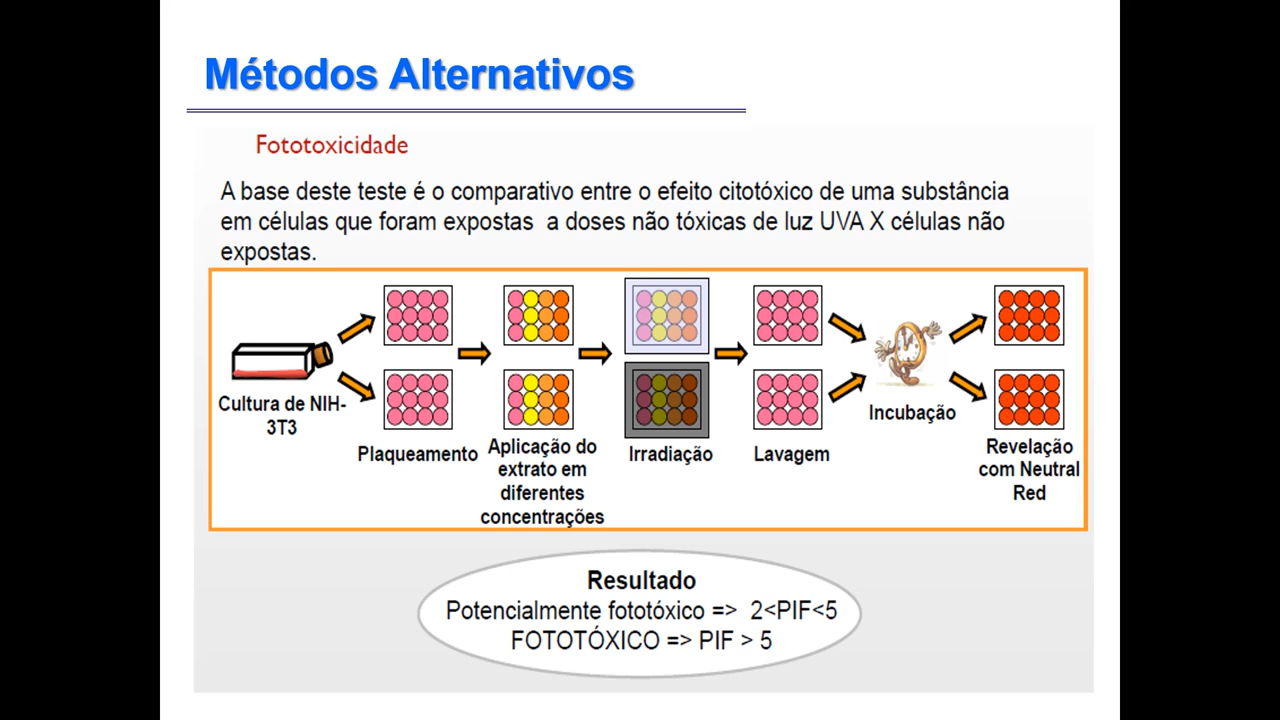 Métodos Alternativos
Fototoxicidade
A base deste teste é o comparativo entre o efeito citotóxico de uma substância
em células que foram expostas a doses não tóxicas de luz UVA X células não
expostas.
Cultura de NIH-
3T3
Plaqueamento
Aplicação do
extrato em
diferentes
concentrações
Irradiação
Lavagem
Incubação
Revelação
com Neutral
Red
Resultado
Potencialmente fototóxico => 2<PIF<5
FOTOTÓXICO => PIF > 5